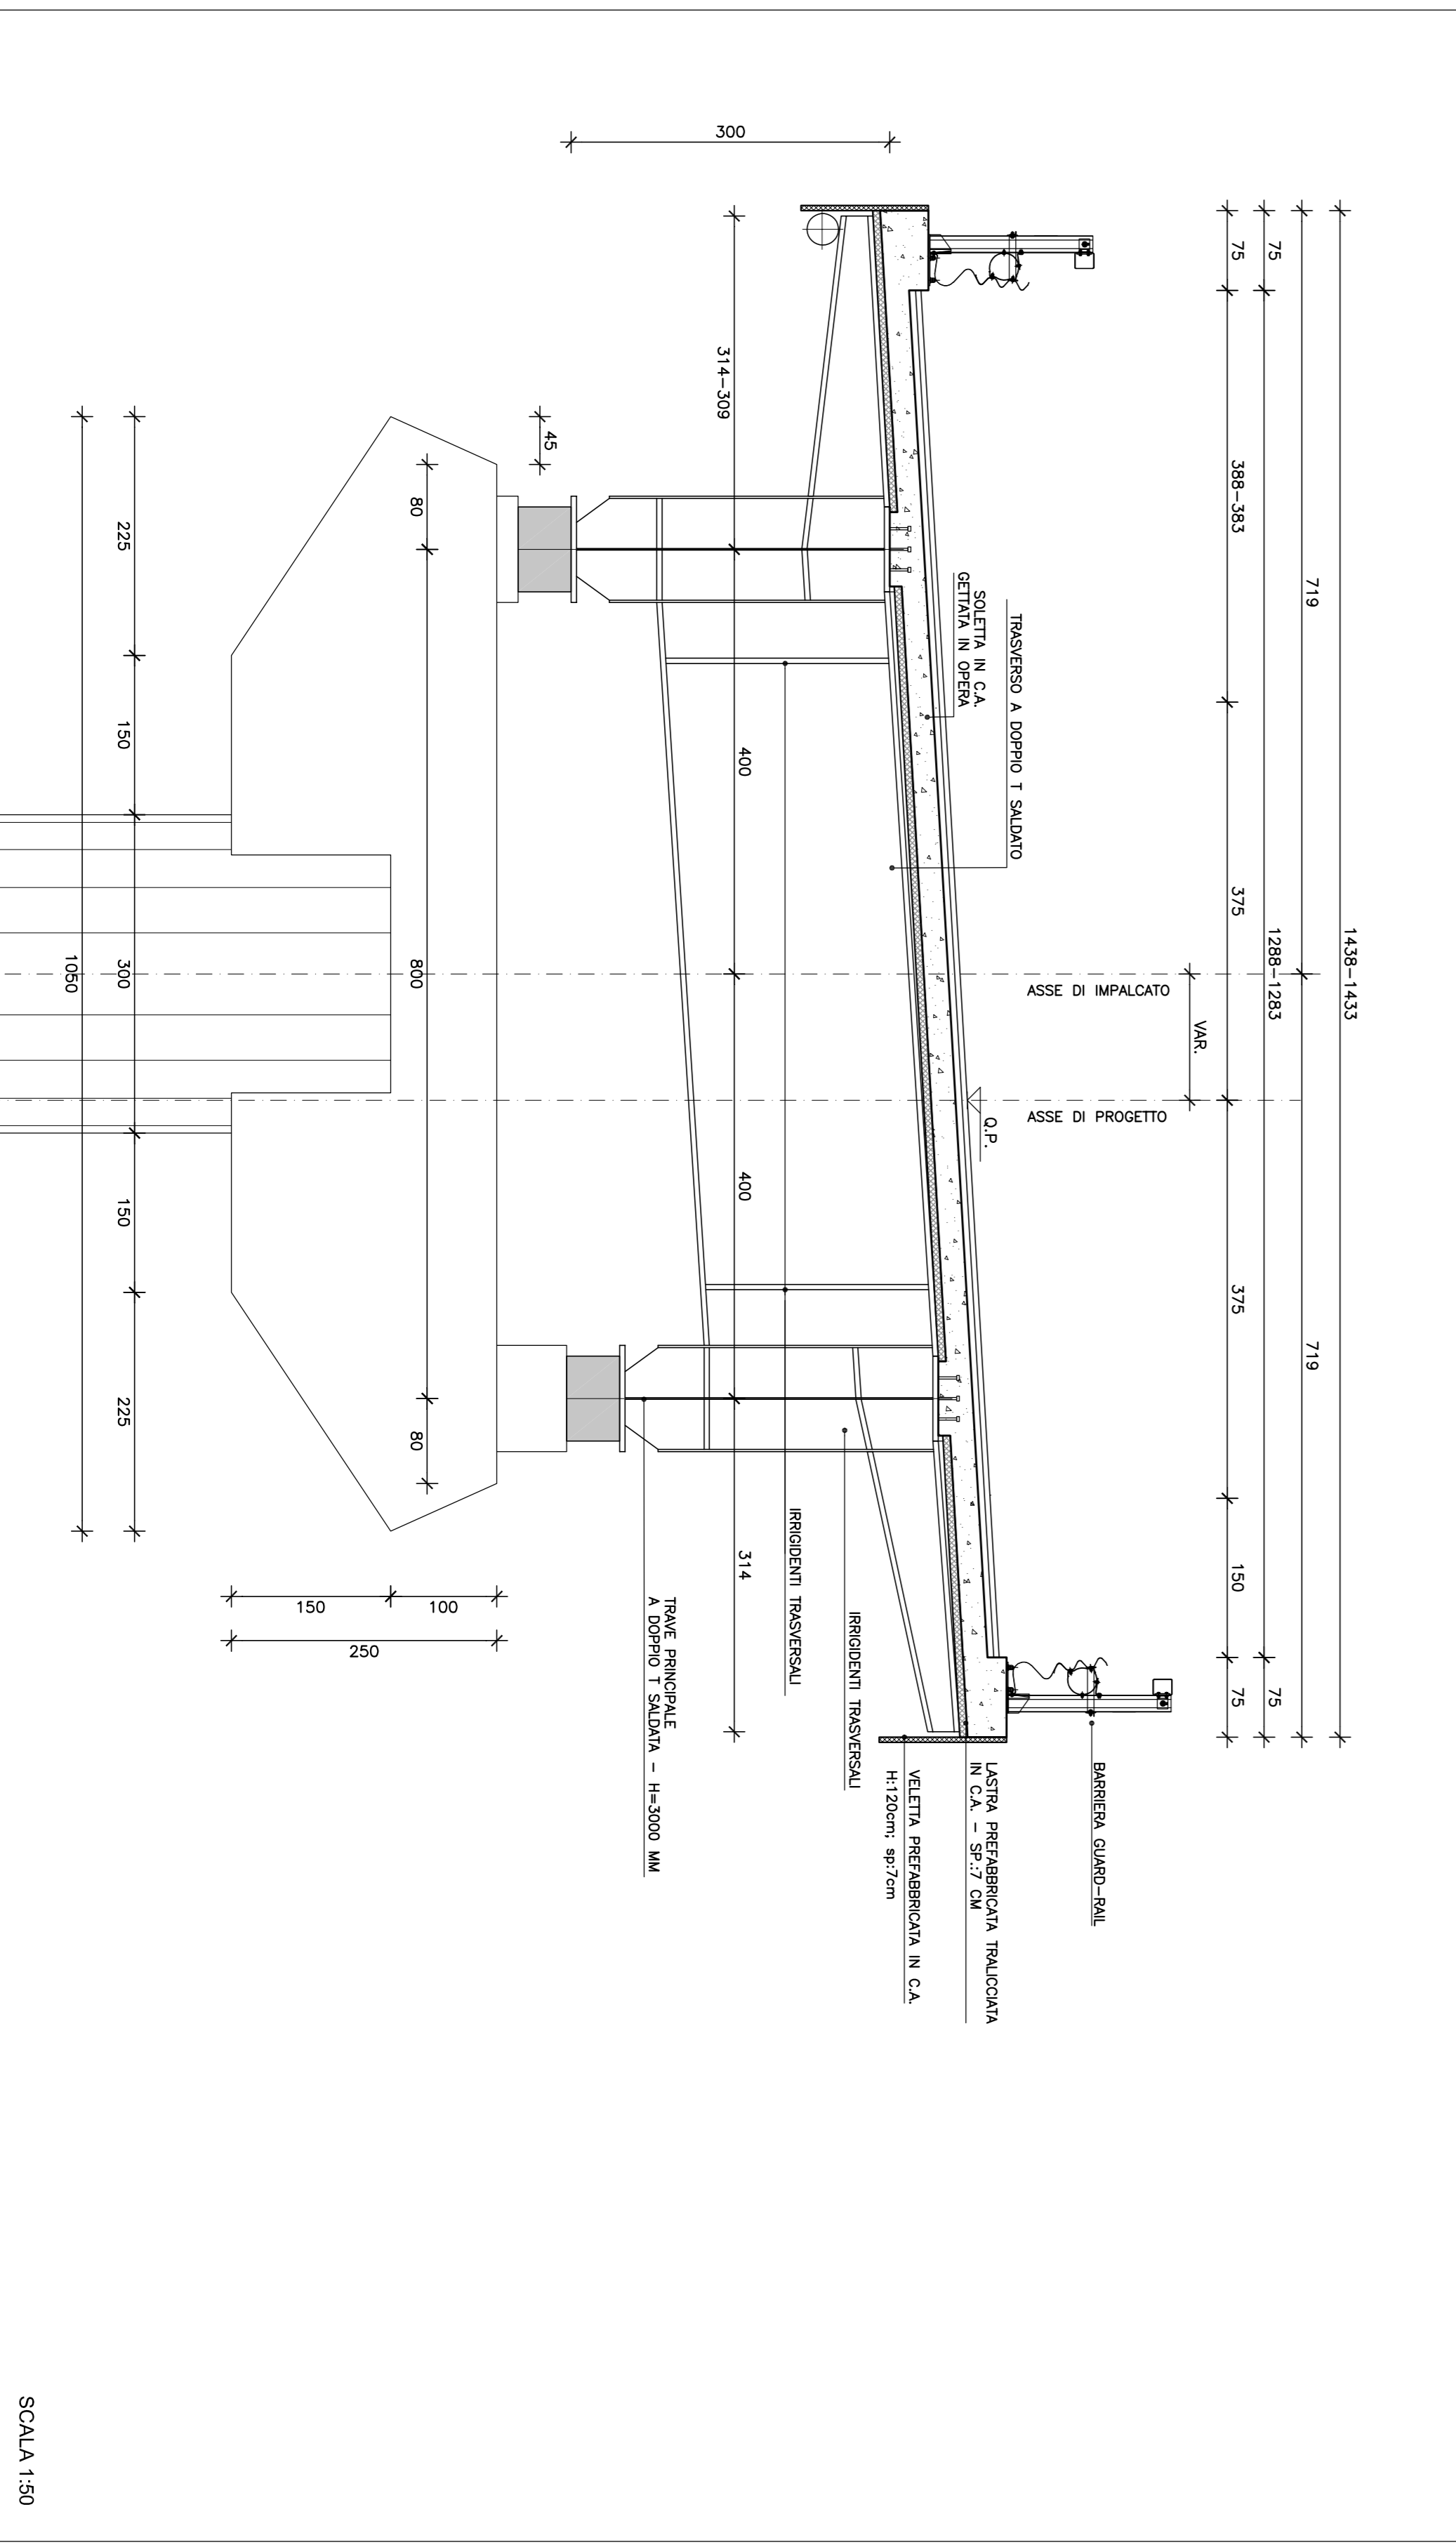 1438-1433
719
719
75
1288-1283
75
75
388-383
375
375
150
75
VAR.
ASSE DI IMPALCATO
ASSE DI PROGETTO
Q.P.
BARRIERA GUARD-RAIL
TRASVERSO A DOPPIO T SALDATO
SOLETTA IN C.A.
GETTATA IN OPERA
LASTRA PREFABBRICATA TRALICCIATA
IN C.A. - SP.:7 CM
VELETTA PREFABBRICATA IN C.A.
H:120cm; sp:7cm
IRRIGIDENTI TRASVERSALI
IRRIGIDENTI TRASVERSALI
300
314-309
400
400
314
TRAVE PRINCIPALE
A DOPPIO T SALDATA - H=3000 MM
45
80
800
80
100
150
250
225
150
300
150
225
1050
SCALA 1:50